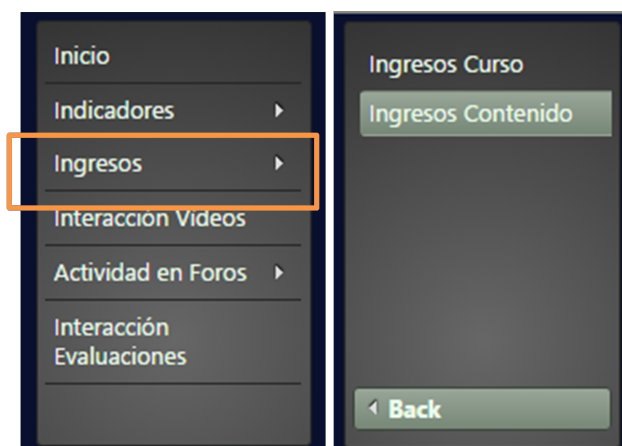 Inicio
Indicadores
Ingresos
Interacción Videos
Actividad en Foros
Interacción
Evaluaciones
Ingresos Curso
Ingresos Contenido
Back